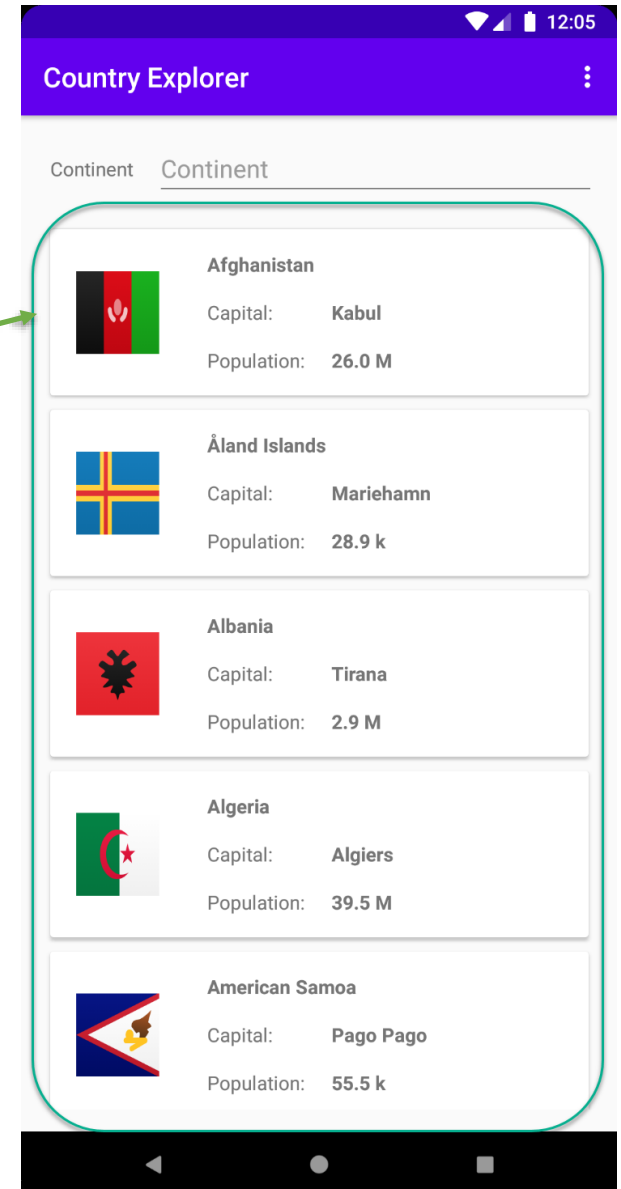 12:05
Country Explorer
Continent Continent
Afghanistan
Capital: Kabul
Population: 26.0 M
Åland Islands
Capital: Mariehamn
Population: 28.9 k
Albania
Capital: Tirana
Population: 2.9 M
Algeria
Capital: Algiers
Population: 39.5 M
American Samoa
Capital: Pago Pago
Population: 55.5 k